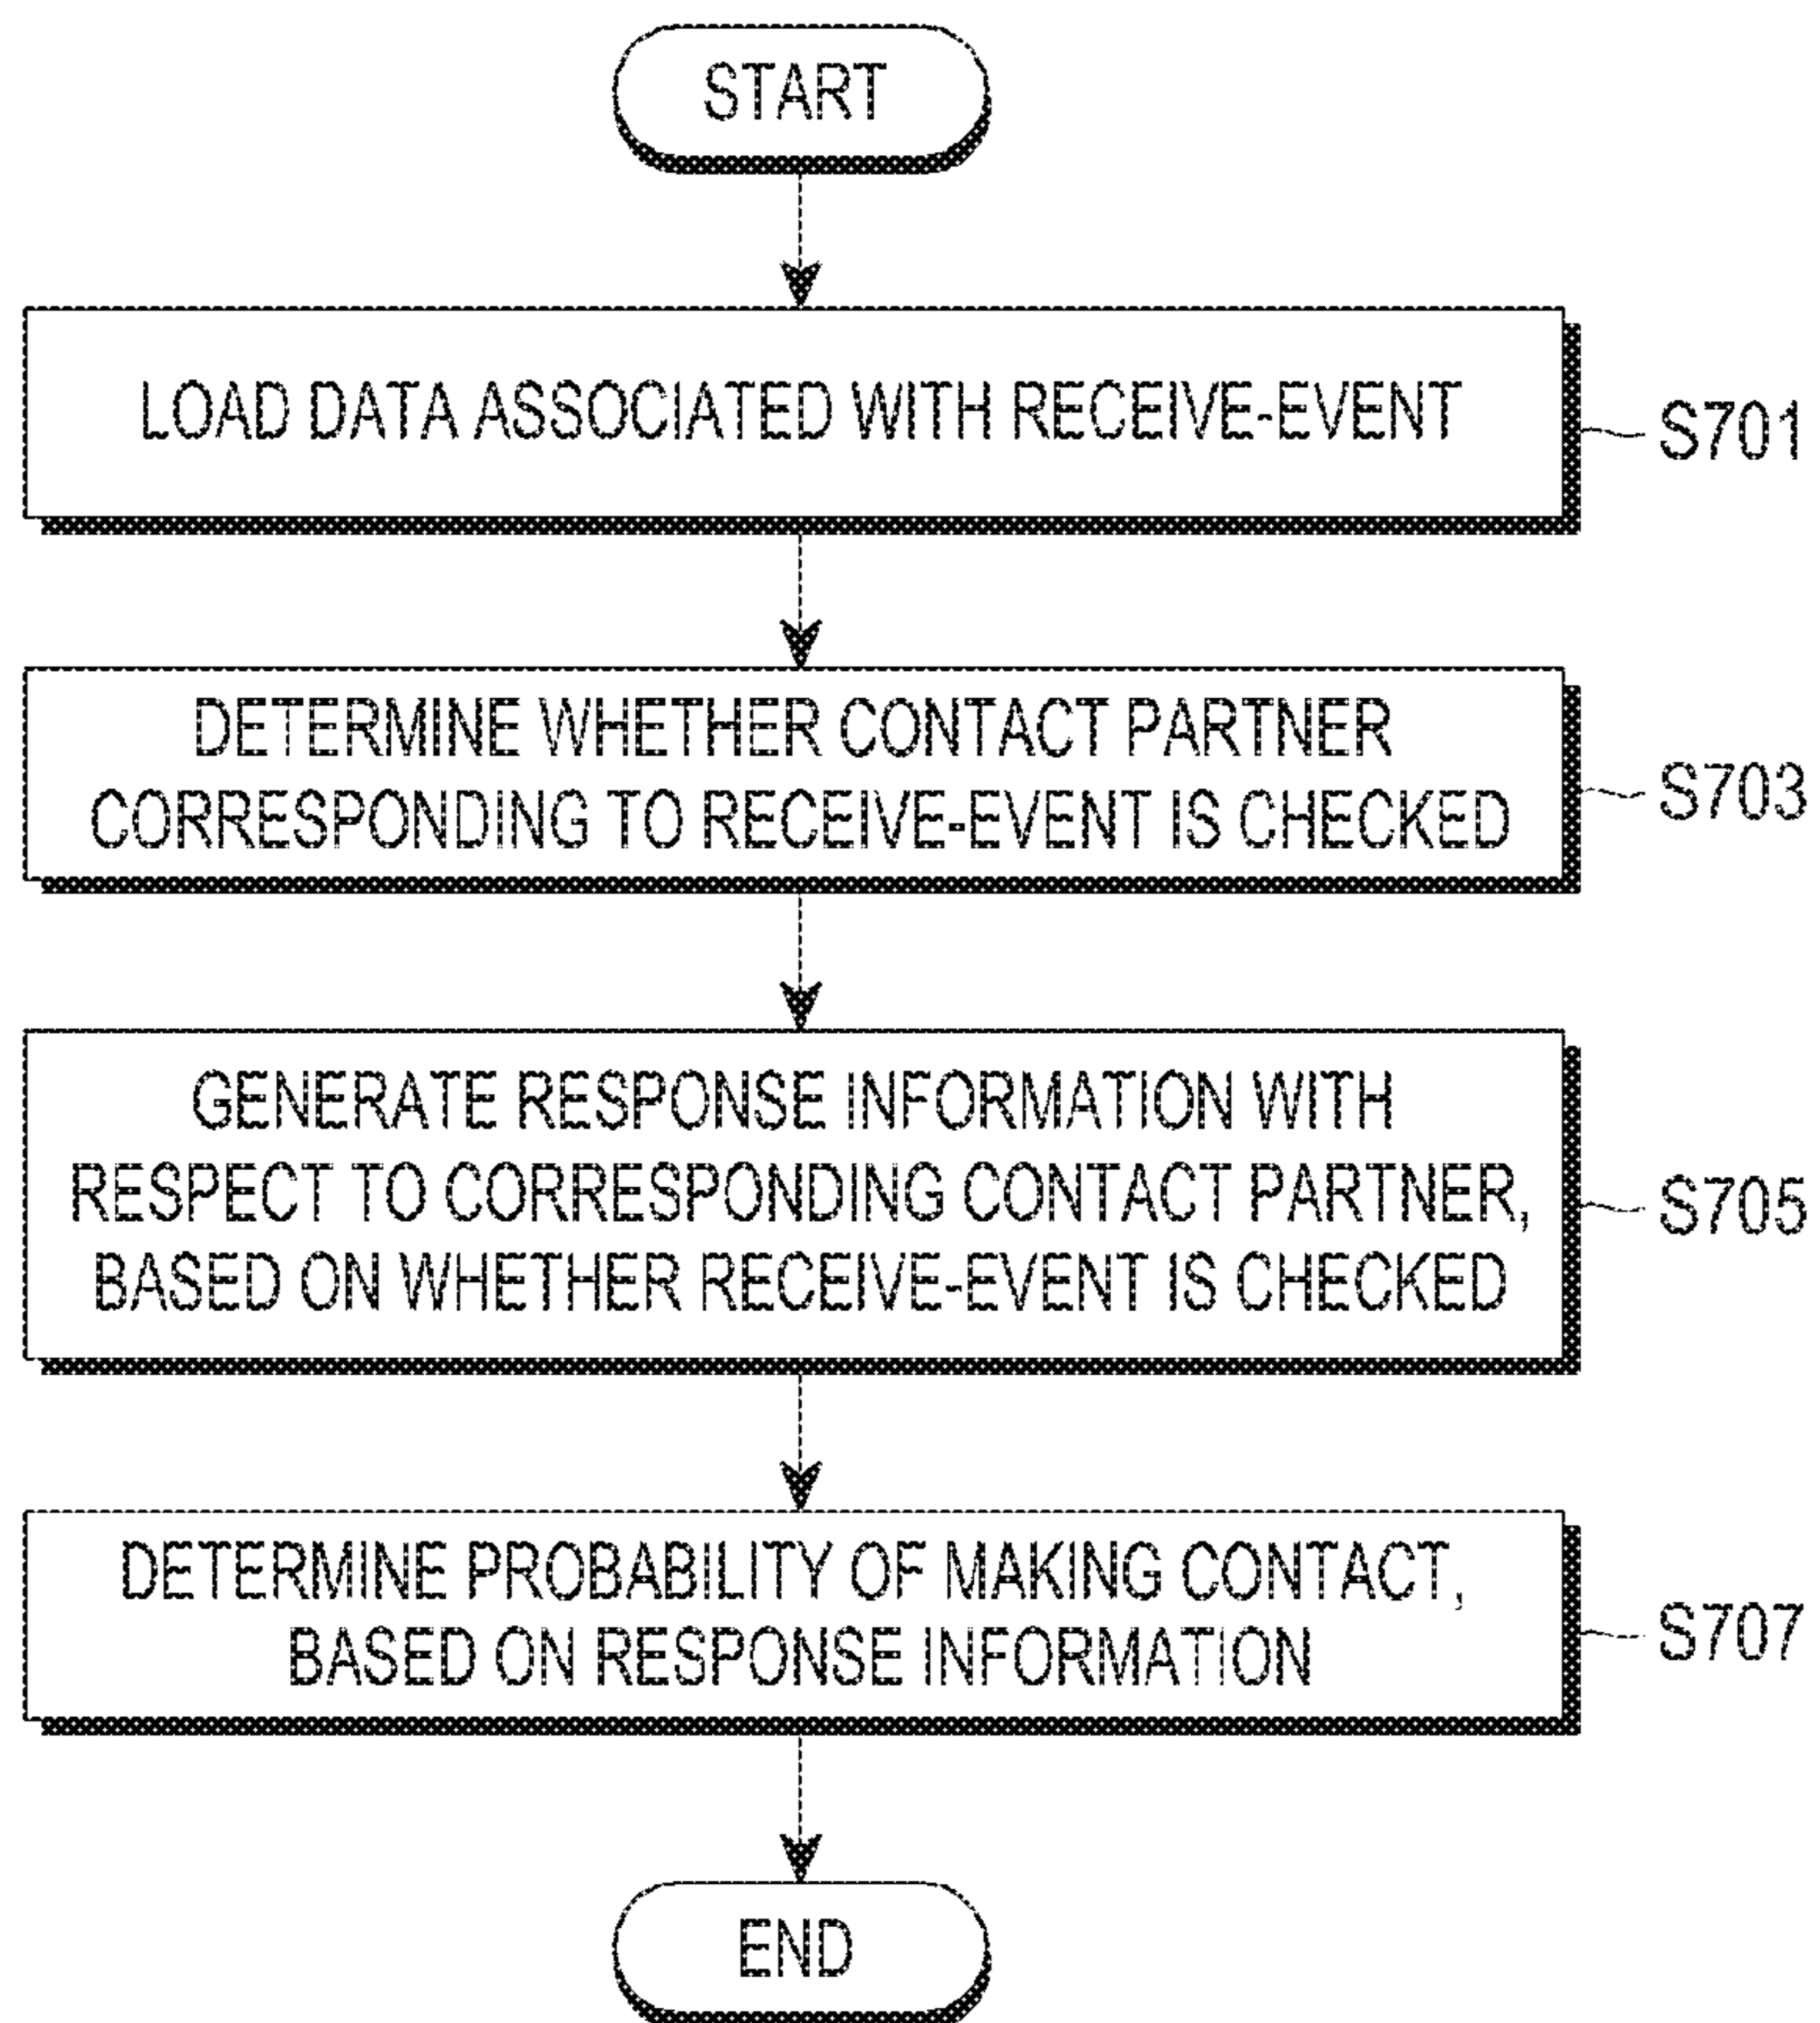 START
LOAD DATA ASSOCIATED WITH RECEIVE-EVENT
S701
DETERMINE WHETHER CONTACT PARTNER
CORRESPONDING TO RECEIVE-EVENT IS CHECKED
S703
GENERATE RESPONSE INFORMATION WITH
RESPECT TO CORRESPONDING CONTACT PARTNER,
BASED ON WHETHER RECEIVE-EVENT IS CHECKED
S705
DETERMINE PROBABILITY OF MAKING CONTACT,
BASED ON RESPONSE INFORMATION
S707
END